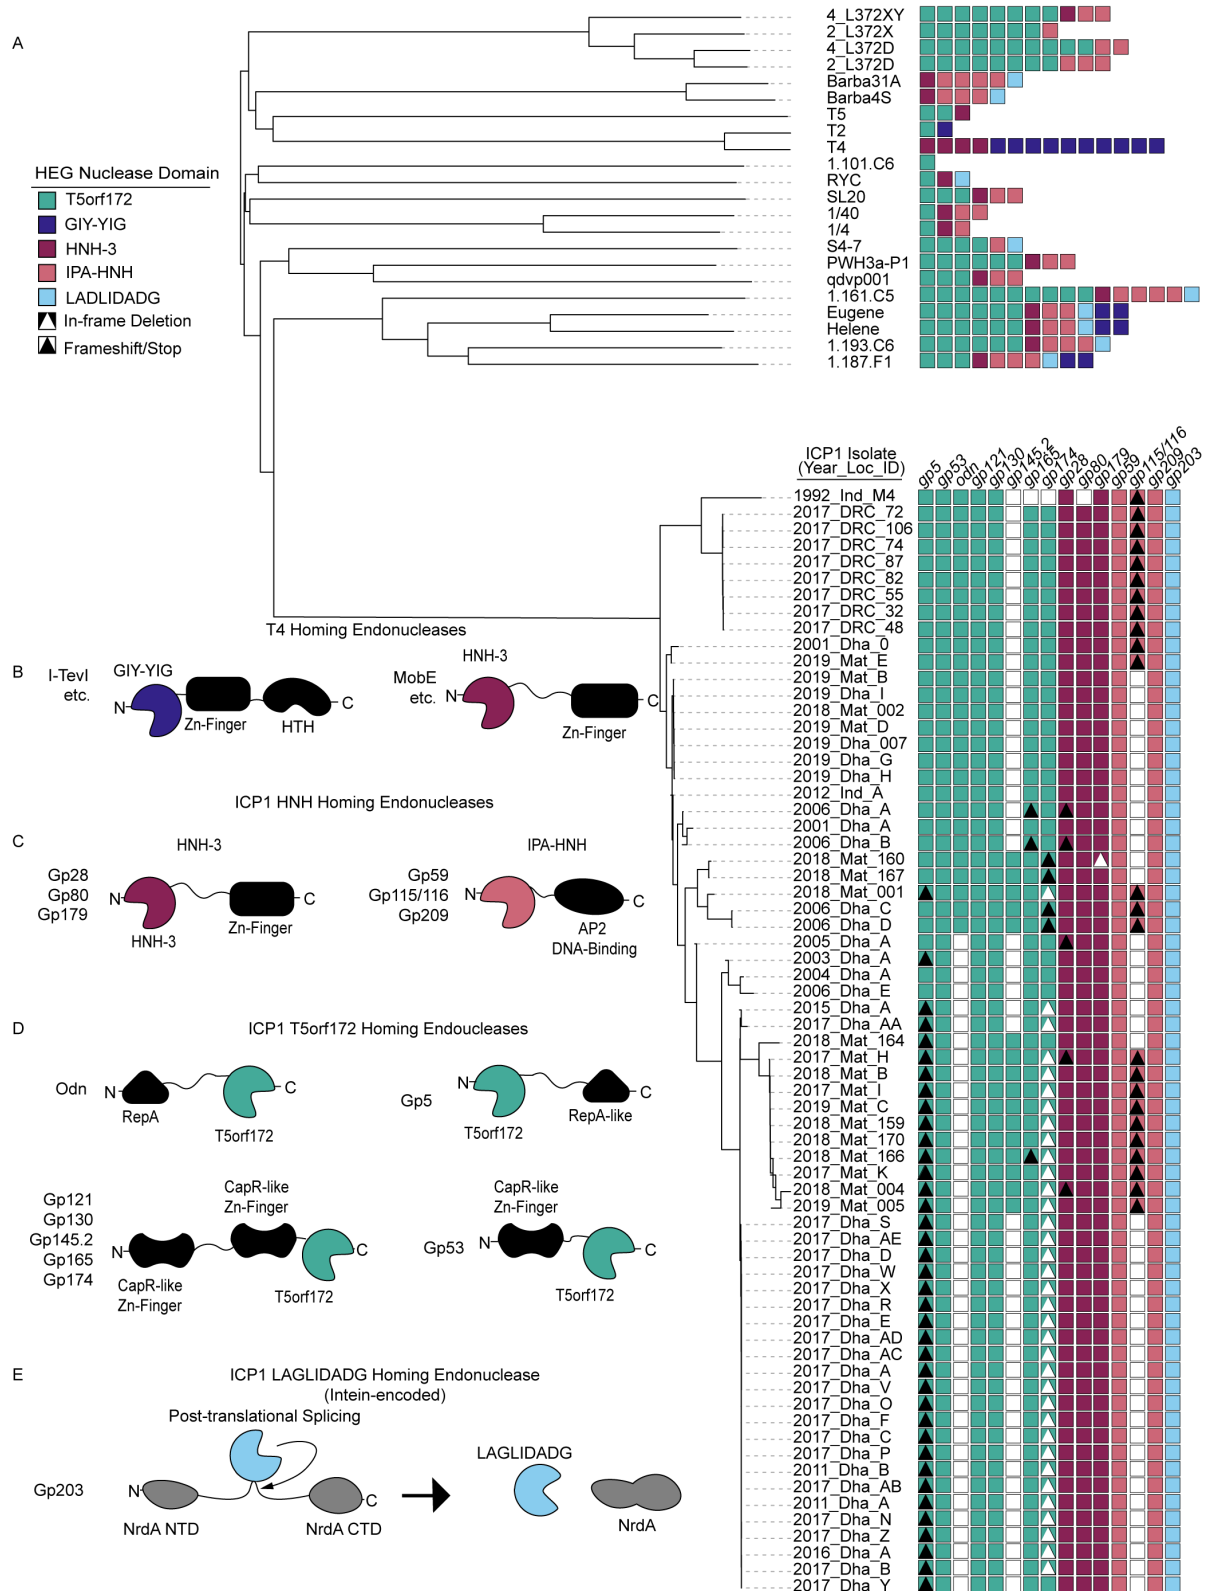 A
4_L372XY
2_L372X
4_L372D
2_L372D
Barba31A
Barba4S
T5
T2
T4
1.101.C6
RYC
SL20
1/40
1/4
S4-7
PWH3a-P1
qdvp001
1.161.C5
Eugene
Helene
1.193.C6
1.187.F1
HEG Nuclease Domain
T5orf172
GIY-YIG
HNH-3
IPA-HNH
LADLIDADG
In-frame Deletion
Frameshift/Stop
ICP1 Isolate
(Year_Loc_ID)
gp5
gp53
odn
gp121
gp130
gp145.2
gp165
gp174
gp28
gp80
gp179
gp59
gp115/116
gp209
gp203
1992_Ind_M4
2017_DRC_72
2017_DRC_106
2017_DRC_74
2017_DRC_87
2017_DRC_82
2017_DRC_55
2017_DRC_32
2017_DRC_48
2001_Dha_0
2019_Mat_E
2019_Mat_B
2019_Dha_I
2018_Mat_002
2019_Mat_D
2019_Dha_007
2019_Dha_G
2019_Dha_H
2012_Ind_A
2006_Dha_A
2001_Dha_A
2006_Dha_B
2018_Mat_160
2018_Mat_167
2018_Mat_001
2006_Dha_C
2006_Dha_D
2005_Dha_A
2003_Dha_A
2004_Dha_A
2006_Dha_E
2015_Dha_A
2017_Dha_AA
2018_Mat_164
2017_Mat_H
2018_Mat_B
2017_Mat_I
2019_Mat_C
2018_Mat_159
2018_Mat_170
2018_Mat_166
2017_Mat_K
2018_Mat_004
2019_Mat_005
2017_Dha_S
2017_Dha_AE
2017_Dha_D
2017_Dha_W
2017_Dha_X
2017_Dha_R
2017_Dha_E
2017_Dha_AD
2017_Dha_AC
2017_Dha_A
2017_Dha_V
2017_Dha_O
2017_Dha_F
2017_Dha_C
2017_Dha_P
2011_Dha_B
2017_Dha_AB
2011_Dha_A
2017_Dha_N
2017_Dha_Z
2016_Dha_A
2017_Dha_B
2017_Dha_Y
T4 Homing Endonucleases
B
I-TevI
etc.
GIY-YIG
N
Zn-Finger
HTH
C
MobE
etc.
HNH-3
N
Zn-Finger
C
ICP1 HNH Homing Endonucleases
C
HNH-3
Gp28
Gp80
Gp179
N
HNH-3
Zn-Finger
C
IPA-HNH
Gp59
Gp115/116
Gp209
N
AP2
DNA-Binding
C
D
ICP1 T5orf172 Homing Endoucleases
Odn
N
RepA
T5orf172
C
Gp5
N
T5orf172
RepA-like
C
Gp121
Gp130
Gp145.2
Gp165
Gp174
CapR-like
Zn-Finger
N
CapR-like
Zn-Finger
T5orf172
C
Gp53
CapR-like
Zn-Finger
N
T5orf172
C
E
ICP1 LAGLIDADG Homing Endonuclease
(Intein-encoded)
Post-translational Splicing
Gp203
N
NrdA NTD
NrdA CTD
C
LAGLIDADG
NrdA